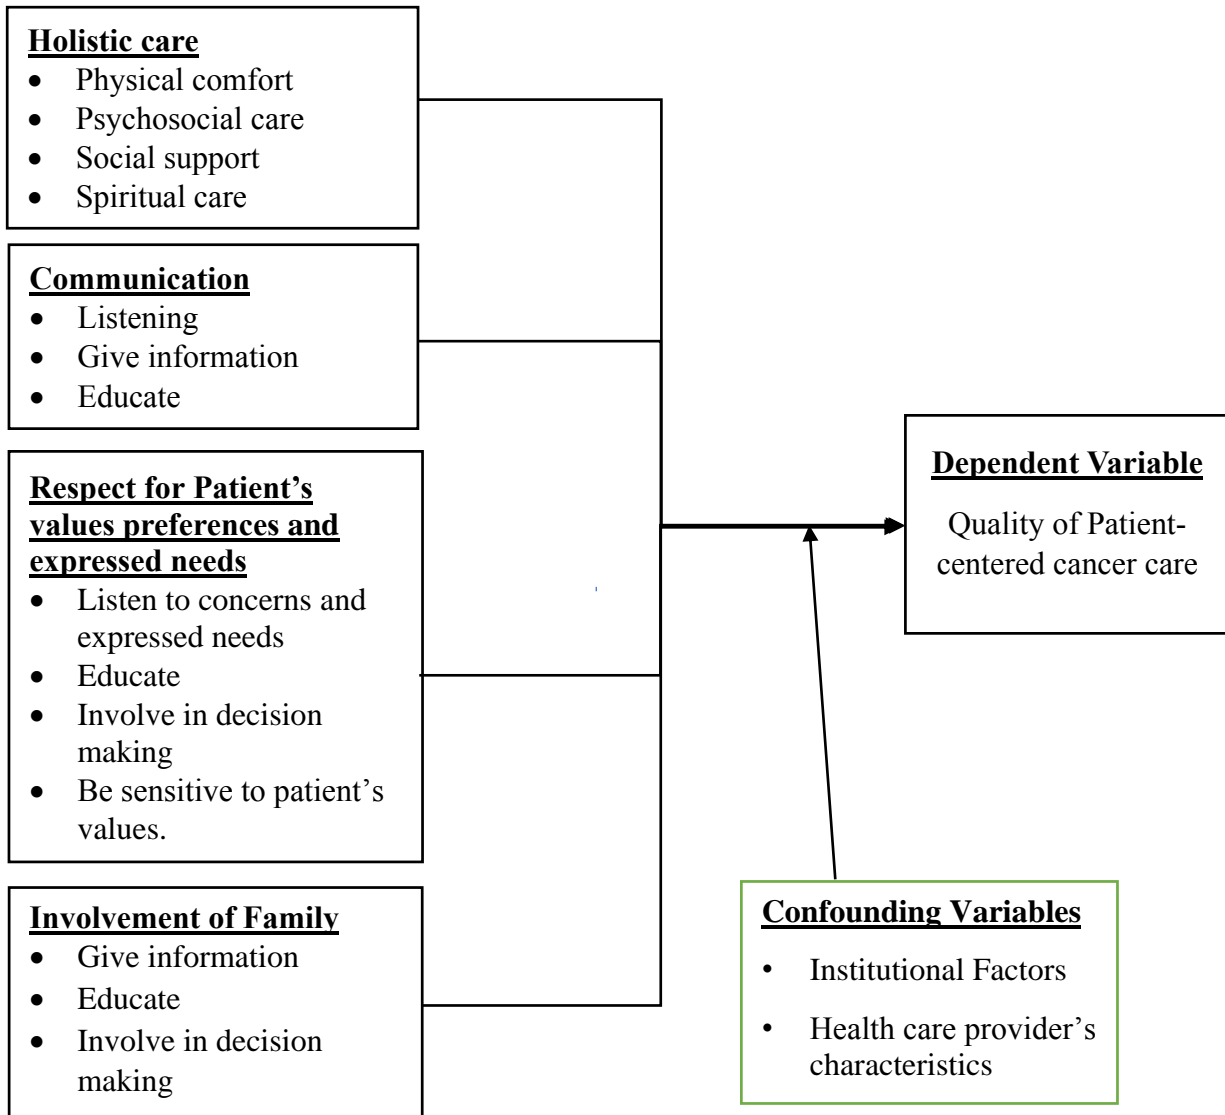 Holistic care
• Physical comfort
• Psychosocial care
• Social support
• Spiritual care
Communication
• Listening
• Give information
• Educate
Respect for Patient’s
values preferences and
expressed needs
• Listen to concerns and
expressed needs
• Educate
• Involve in decision
making
• Be sensitive to patient’s
values.
Involvement of Family
• Give information
• Educate
• Involve in decision
making
Dependent Variable
Quality of Patient-
centered cancer care
Confounding Variables
• Institutional Factors
• Health care provider’s
characteristics